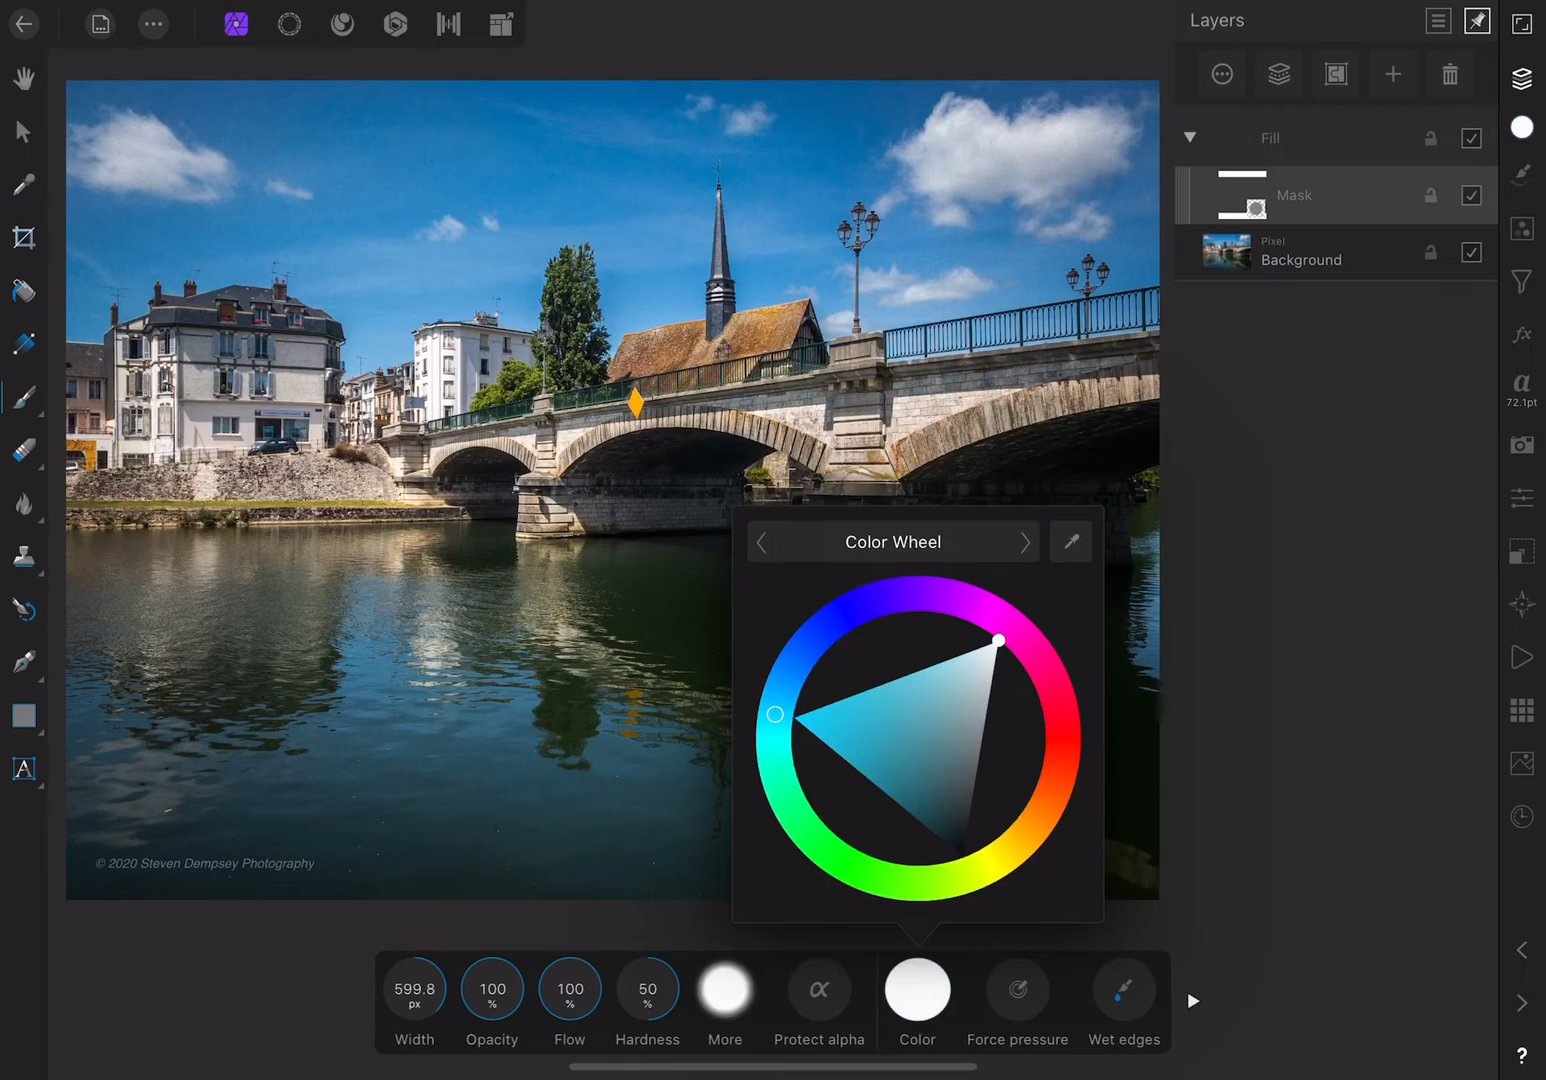 Layers
Fill
Mask
Pixel
Background
a
72.1pt
fx
Color Wheel
A
© 2020 Steven Dempsey Photography
599.8
px
100
%
100
%
50
%
α
Width
Opacity
Flow
Hardness
More
Protect alpha
Color
Force pressure
Wet edges
?